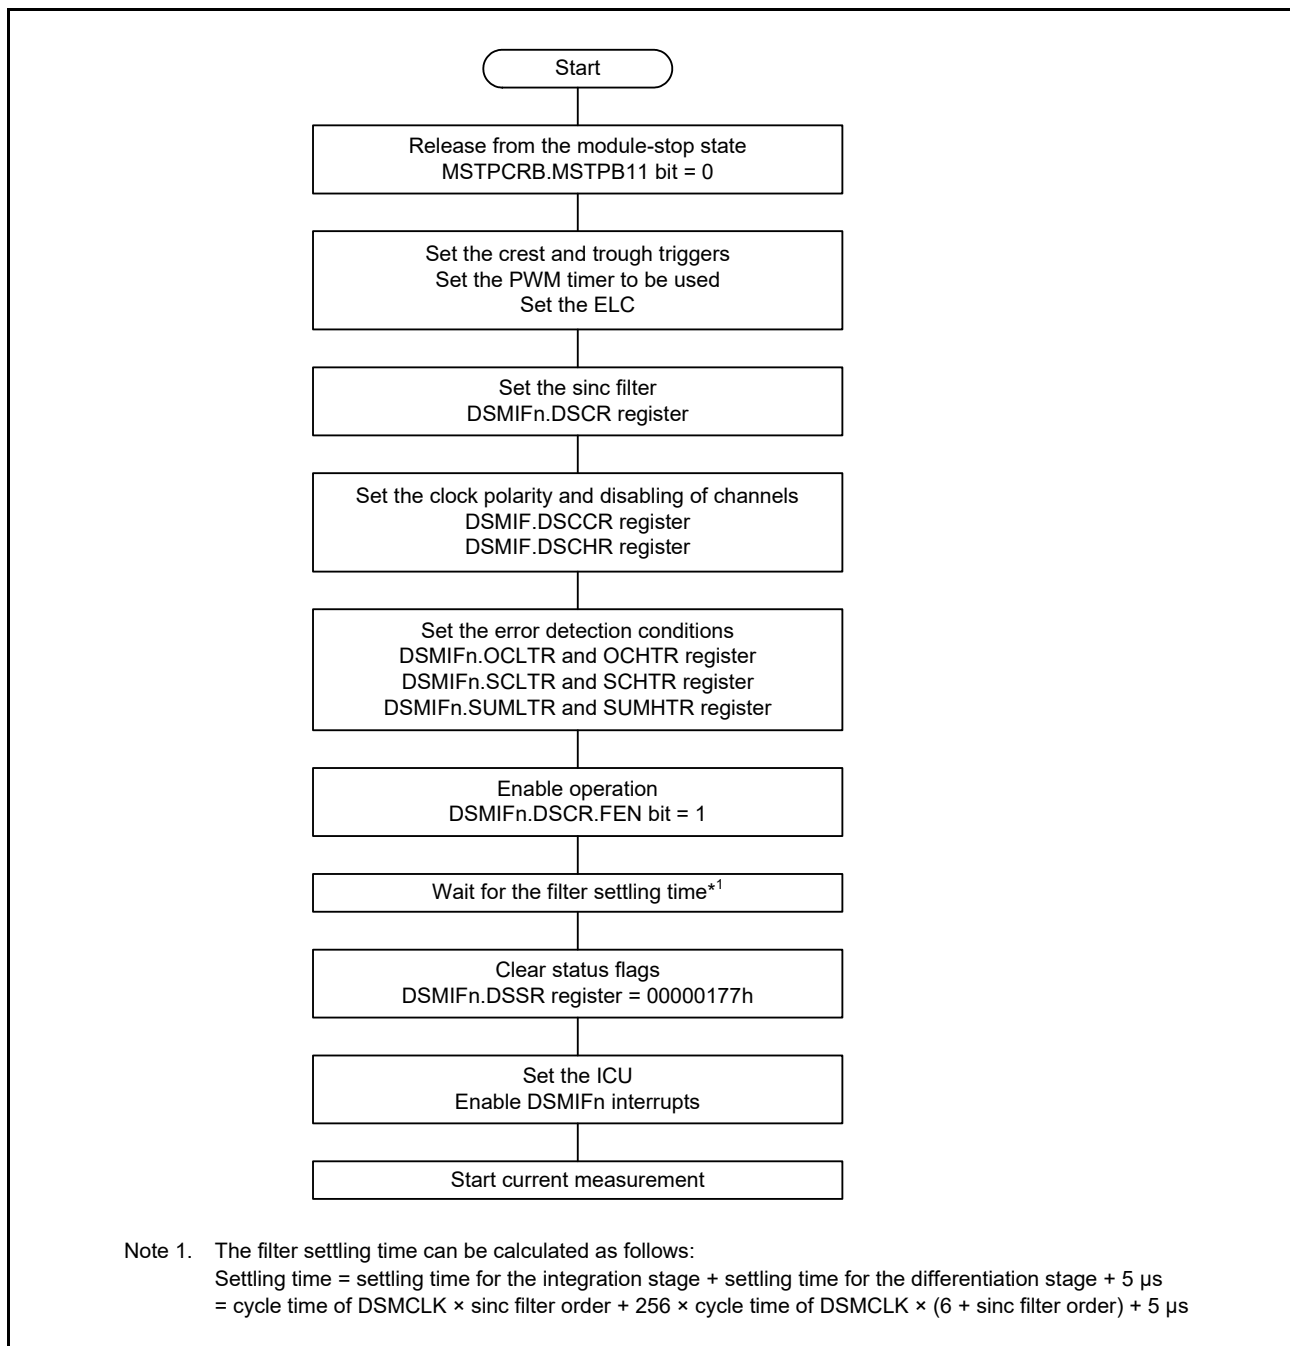 Start
Release from the module-stop state
MSTPCRB.MSTPB11 bit = 0
Set the crest and trough triggers
Set the PWM timer to be used
Set the ELC
Set the sinc filter
DSMIFn.DSCR register
Set the clock polarity and disabling of channels
DSMIF.DSCCR register
DSMIF.DSCHR register
Set the error detection conditions
DSMIFn.OCLTR and OCHTR register
DSMIFn.SCLTR and SCHTR register
DSMIFn.SUMLTR and SUMHTR register
Enable operation
DSMIFn.DSCR.FEN bit = 1
Wait for the filter settling time*1
Clear status flags
DSMIFn.DSSR register = 00000177h
Set the ICU
Enable DSMIFn interrupts
Start current measurement
Note 1. The filter settling time can be calculated as follows:
Settling time = settling time for the integration stage + settling time for the differentiation stage + 5 µs
= cycle time of DSMCLK × sinc filter order + 256 × cycle time of DSMCLK × (6 + sinc filter order) + 5 µs